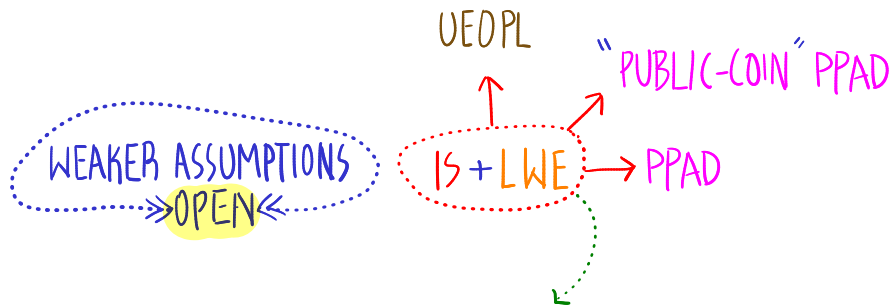 UEOPL
"PUBLIC-COIN" PPAD
WEAKER ASSUMPTIONS
OPEN
IS + LWE
PPAD